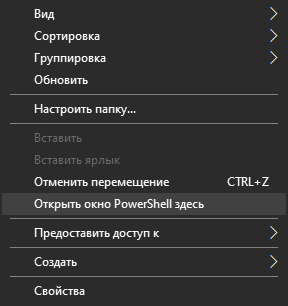 Вид
Сортировка
Группировка
Обновить
Настроить папку...
Вставить
Вставить ярлык
Отменить перемещение CTRL+Z
Открыть окно PowerShell здесь
Предоставить доступ к
Создать
Свойства